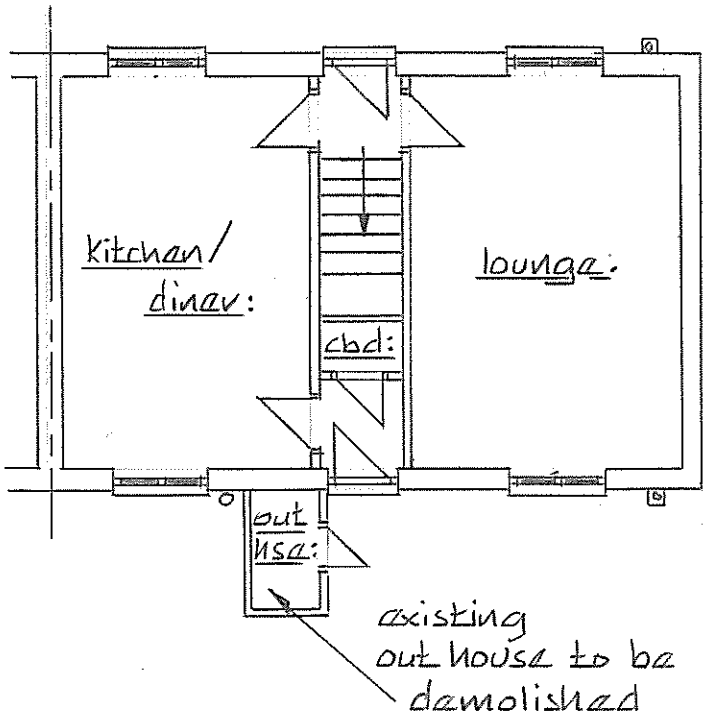 kitchen/
diner:
lounge:
cbd:
out
hse:
existing
out house to be
demolished